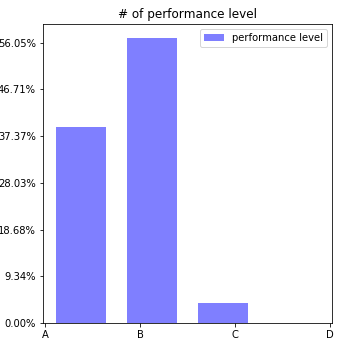 # of performance level
performance level
56.05%
46.71%
37.37%
28.03%
18.68%
9.34%
0.00%
A B C D